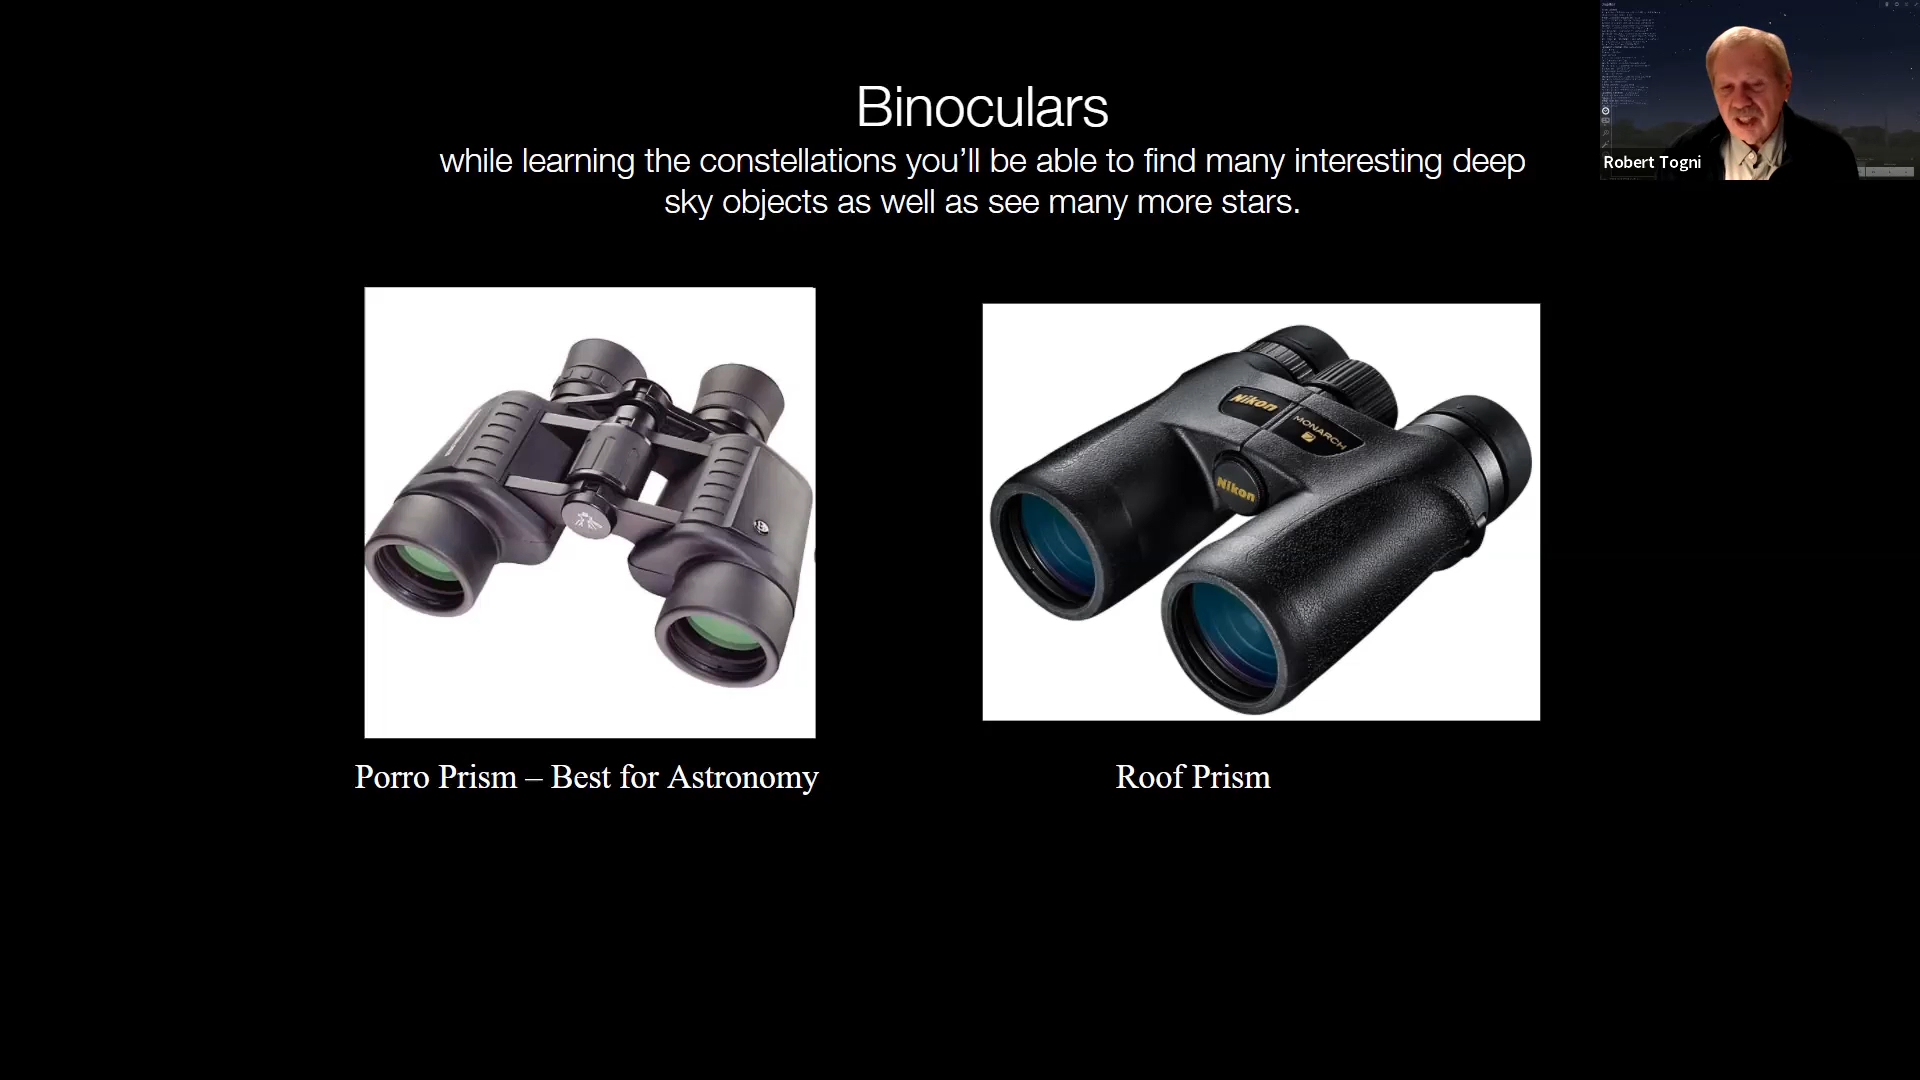 Binoculars
while learning the constellations you’ll be able to find many interesting deep
sky objects as well as see many more stars.
Robert Togni
Nikon
MONARCH
7
Nikon
Porro Prism – Best for Astronomy
Roof Prism